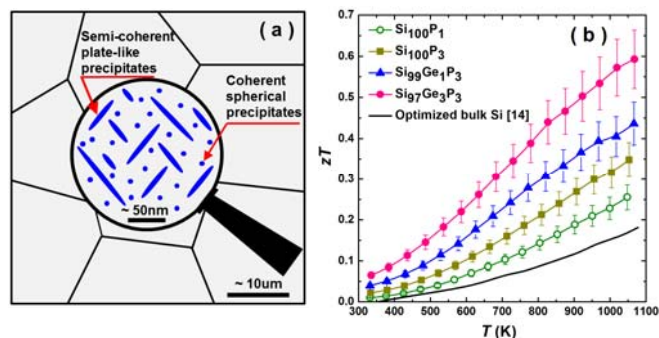 ( a )
Semi-coherent
plate-like
precipitates
Coherent
spherical
precipitates
~ 50nm
~ 10um
( b )
Si₁₀₀P₁
Si₁₀₀P₃
Si₉₉Ge₁P₃
Si₉₇Ge₃P₃
Optimized bulk Si [14]
zT
0.7
0.6
0.5
0.4
0.3
0.2
0.1
0.0
300 400 500 600 700 800 900 1000 1100
T (K)